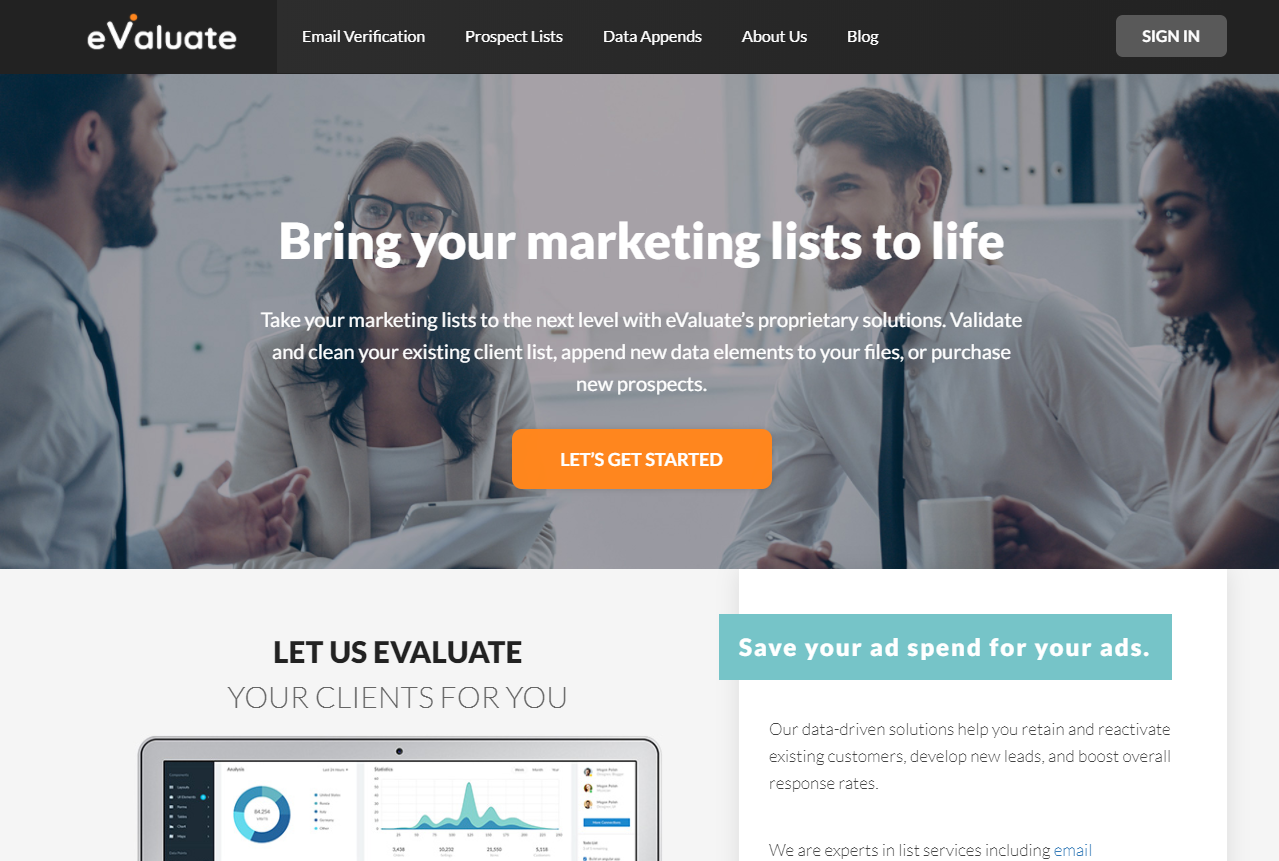 eValuate
Email Verification
Prospect Lists
Data Appends
About Us
Blog
SIGN IN
Bring your marketing lists to life
Take your marketing lists to the next level with eValuate’s proprietary solutions. Validate
and clean your existing client list, append new data elements to your files, or purchase
new prospects.
LET’S GET STARTED
LET US EVALUATE
YOUR CLIENTS FOR YOU
Analysis
Statistics
Save your ad spend for your ads.
Our data-driven solutions help you retain and reactivate
existing customers, develop new leads, and boost overall
response rates.
We are experts in list services including email